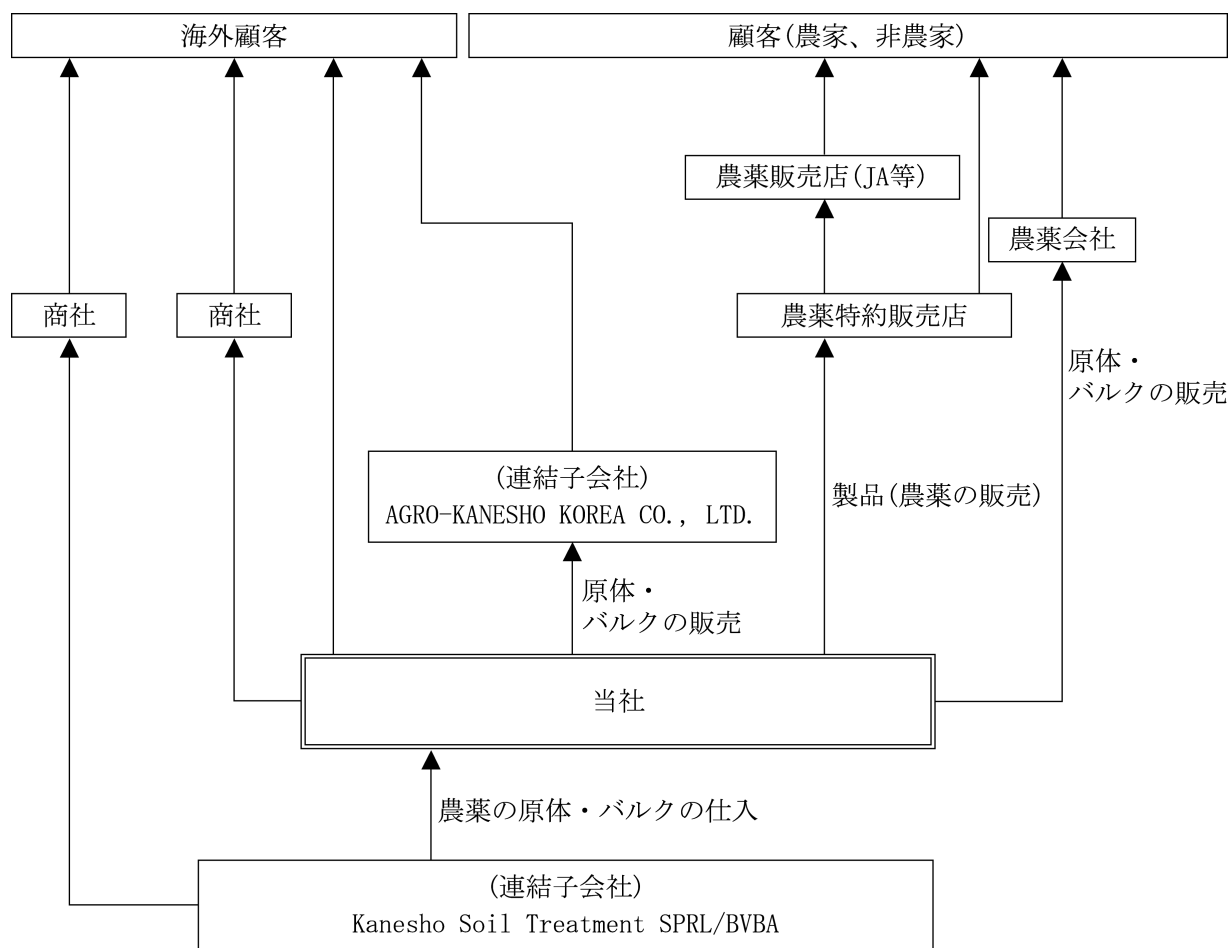 海外顧客
顧客(農家、非農家)
農薬販売店(JA等)
農薬会社
商社
商社
農薬特約販売店
原体・
バルクの販売
(連結子会社)
AGRO-KANESHO KOREA CO., LTD.
製品(農薬の販売)
原体・
バルクの販売
当社
農薬の原体・バルクの仕入
(連結子会社)
Kanesho Soil Treatment SPRL/BVBA